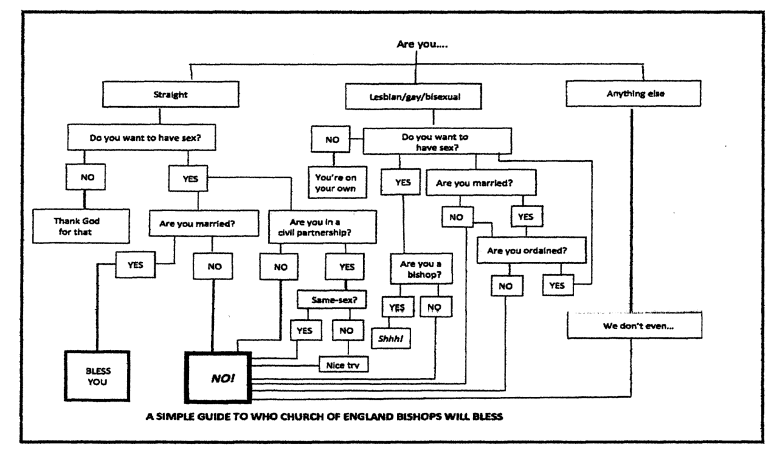 Are you....
Straight
Lesbian/gay/bisexual
Anything else
Do you want to have sex?
NO
Do you want to
have sex?
NO
YES
You're on
your own
YES
Are you married?
Thank God
for that
Are you married?
Are you in a
civil partnership?
NO
YES
Are you ordained?
YES
NO
NO
YES
Are you a
bishop?
NO
YES
Same-sex?
YES
NO
YES
NO
Shhh!
We don't even...
BLESS
YOU
NO!
Nice try
A SIMPLE GUIDE TO WHO CHURCH OF ENGLAND BISHOPS WILL BLESS